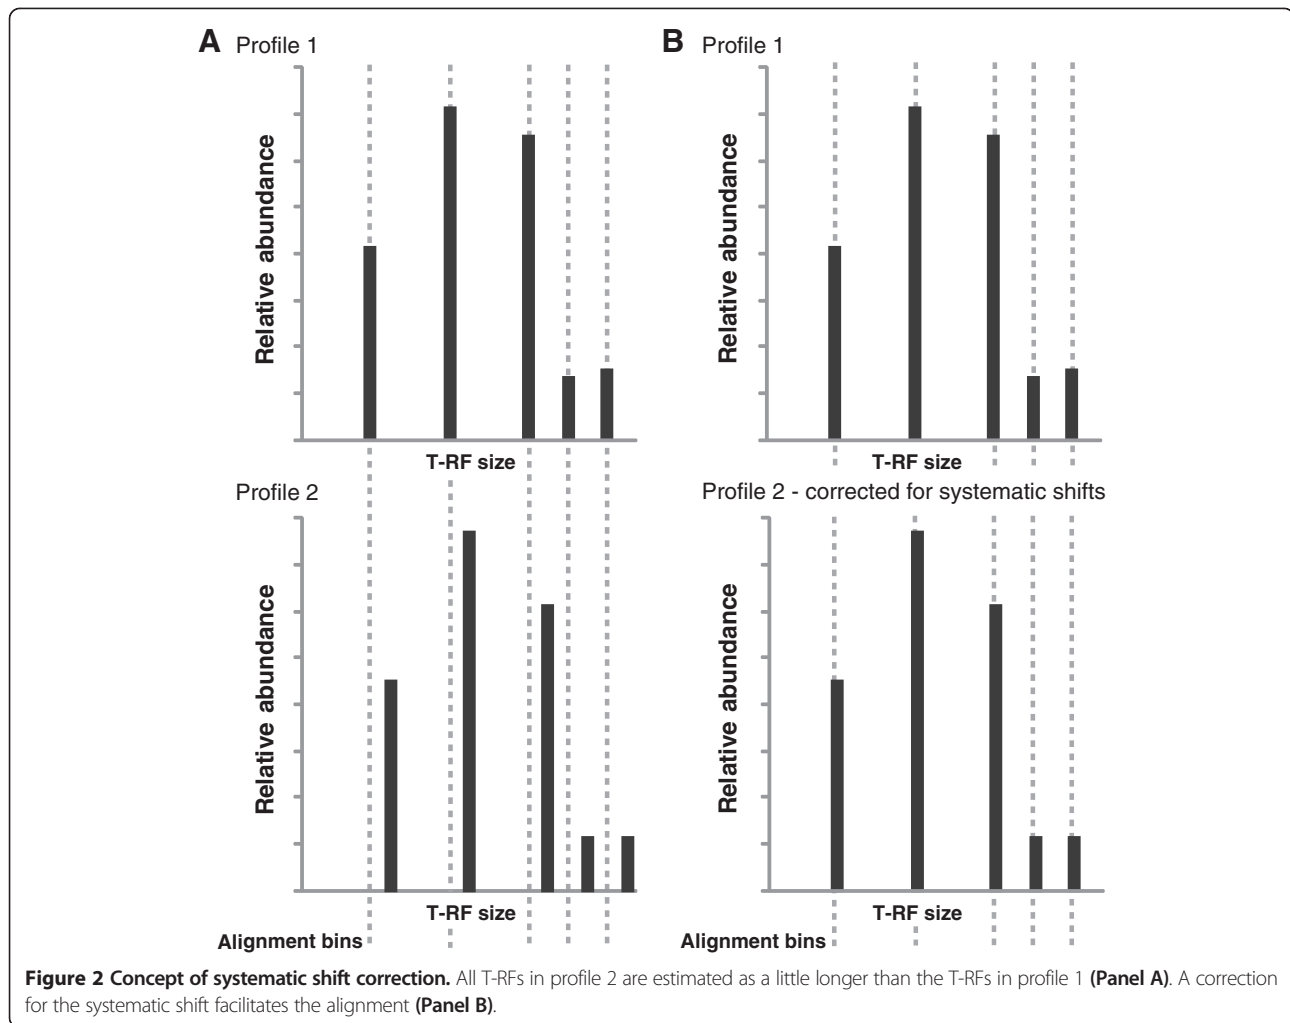 A Profile 1
Relative abundance
T-RF size
Profile 2
Relative abundance
T-RF size
Alignment bins
B Profile 1
Relative abundance
T-RF size
Profile 2 - corrected for systematic shifts
Relative abundance
T-RF size
Alignment bins
Figure 2 Concept of systematic shift correction. All T-RFs in profile 2 are estimated as a little longer than the T-RFs in profile 1 (Panel A). A correction
for the systematic shift facilitates the alignment (Panel B).